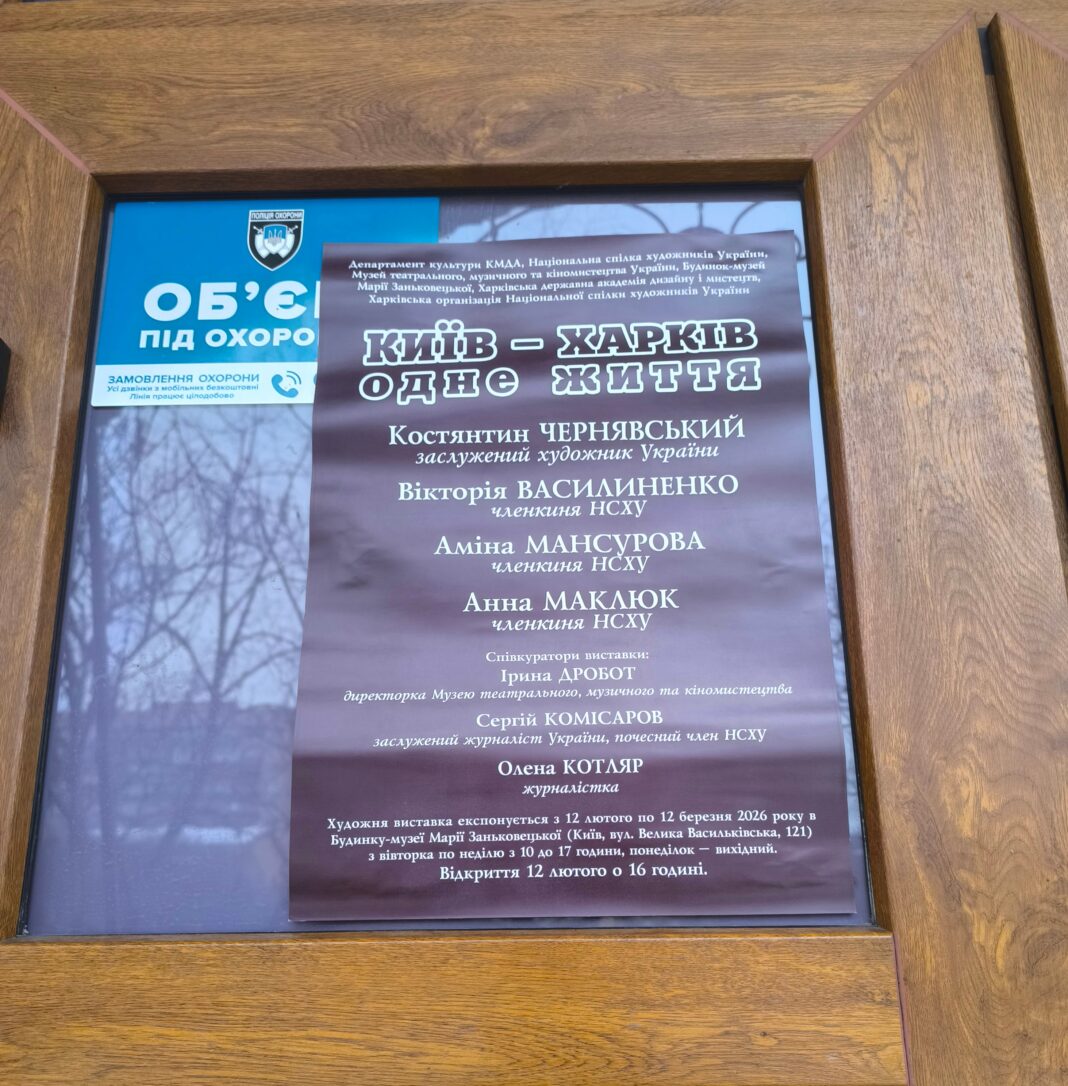 ПОЛІЦІЯ ОХОРОНИ
ОБ'Є
ПІД ОХОРО
ЗАМОВЛЕННЯ ОХОРОНИ
Усі дзвінки з мобільних безкоштовні
Лінія працює цілодобово
Департамент культури КМДА, Національна спілка художників України,
Музей театрального, музичного та кіномистецтва України, Будинок-музей
Марії Заньковецької, Харківська державна академія дизайну і мистецтв,
Харківська організація Національної спілки художників України
КИЇВ – ХАРКІВ
одне життя
Костянтин ЧЕРНЯВСЬКИЙ
заслужений художник України
Вікторія ВАСИЛИНЕНКО
членкиня НСХУ
Аміна МАНСУРОВА
членкиня НСХУ
Анна МАКЛЮК
членкиня НСХУ
Співкуратори виставки:
Ірина ДРОБОТ
директорка Музею театрального, музичного та кіномистецтва
Сергій КОМІСАРОВ
заслужений журналіст України, почесний член НСХУ
Олена КОТЛЯР
журналістка
Художня виставка експонується з 12 лютого по 12 березня 2026 року в
Будинку-музеї Марії Заньковецької (Київ, вул. Велика Васильківська, 121)
з вівторка по неділю з 10 до 17 години, понеділок — вихідний.
Відкриття 12 лютого о 16 годині.